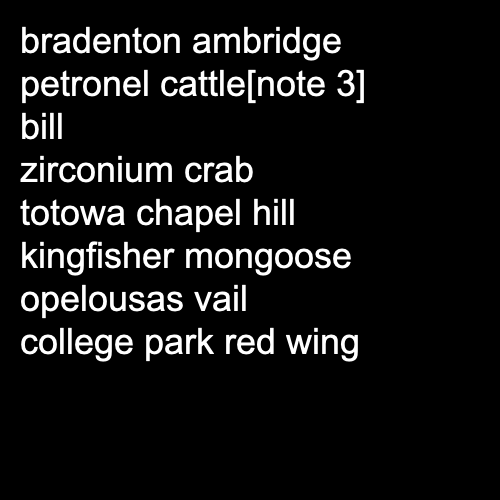 bradenton ambridge
petronel cattle[note 3]
bill
zirconium crab
totowa chapel hill
kingfisher mongoose
opelousas vail
college park red wing